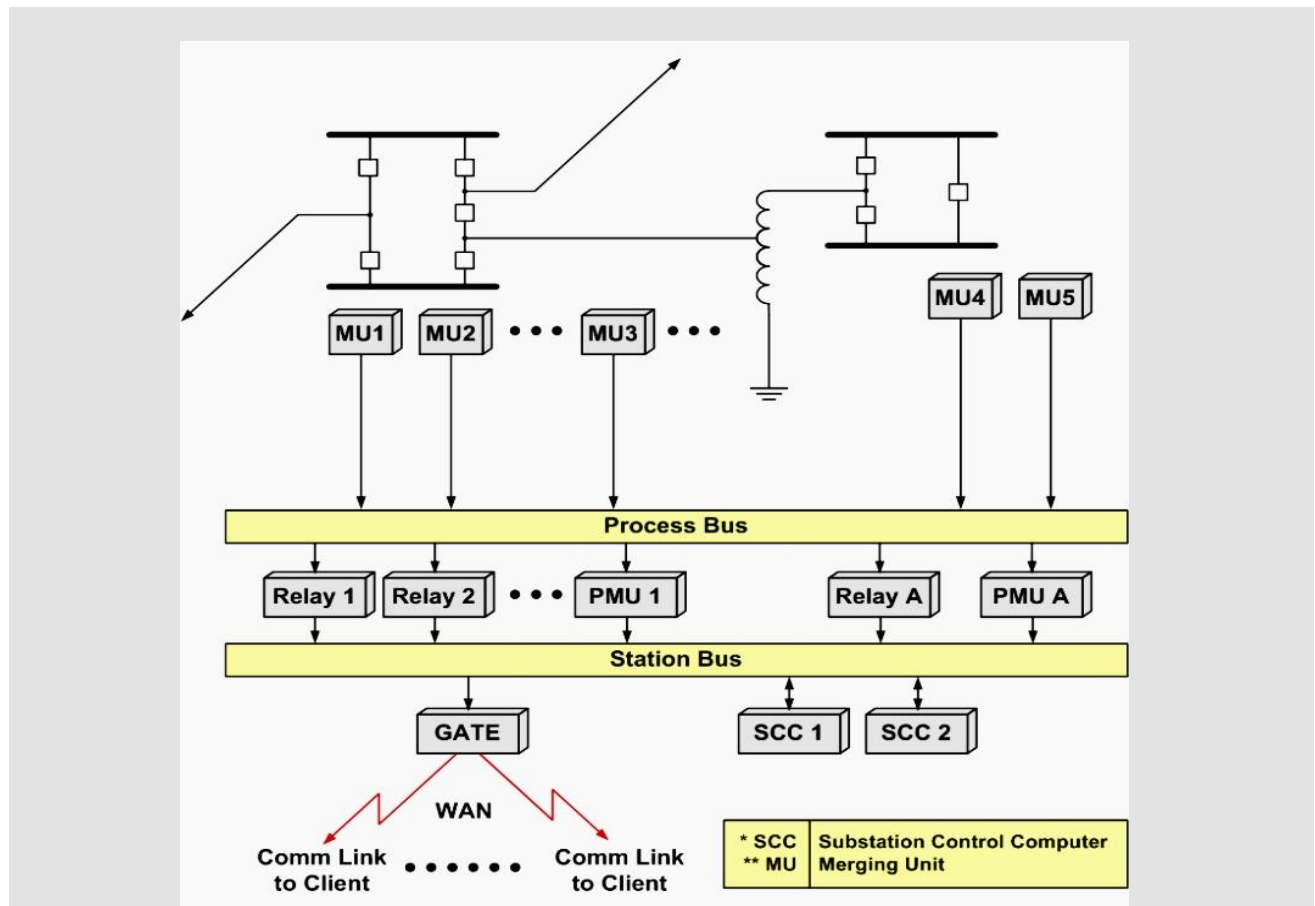 MU1
MU2
MU3
MU4
MU5
Process Bus
Relay 1
Relay 2
PMU 1
Relay A
PMU A
Station Bus
GATE
SCC 1
SCC 2
WAN
Comm Link
to Client
Comm Link
to Client
* SCC Substation Control Computer
** MU Merging Unit